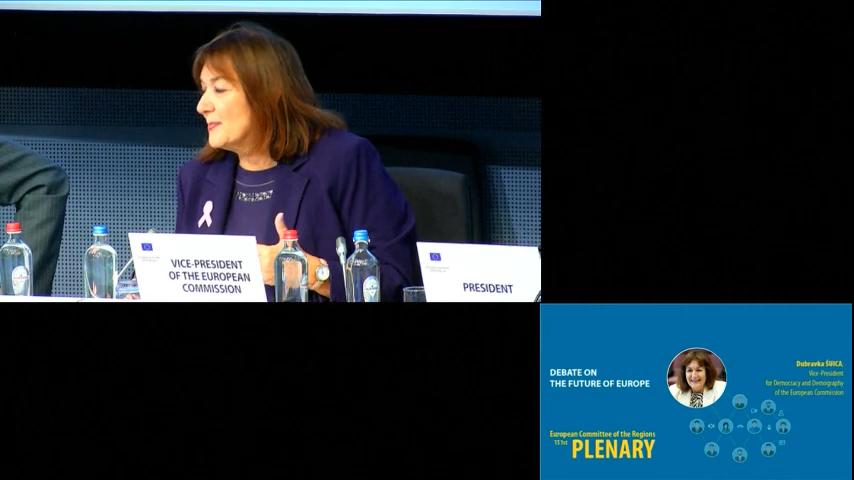 VICE-PRESIDENT
OF THE EUROPEAN
COMMISSION
PRESIDENT
DEBATE ON
THE FUTURE OF EUROPE
Dubravka ŠUICA,
Vice-President
for Democracy and Demography
of the European Commission
European Committee of the Regions
151st PLENARY